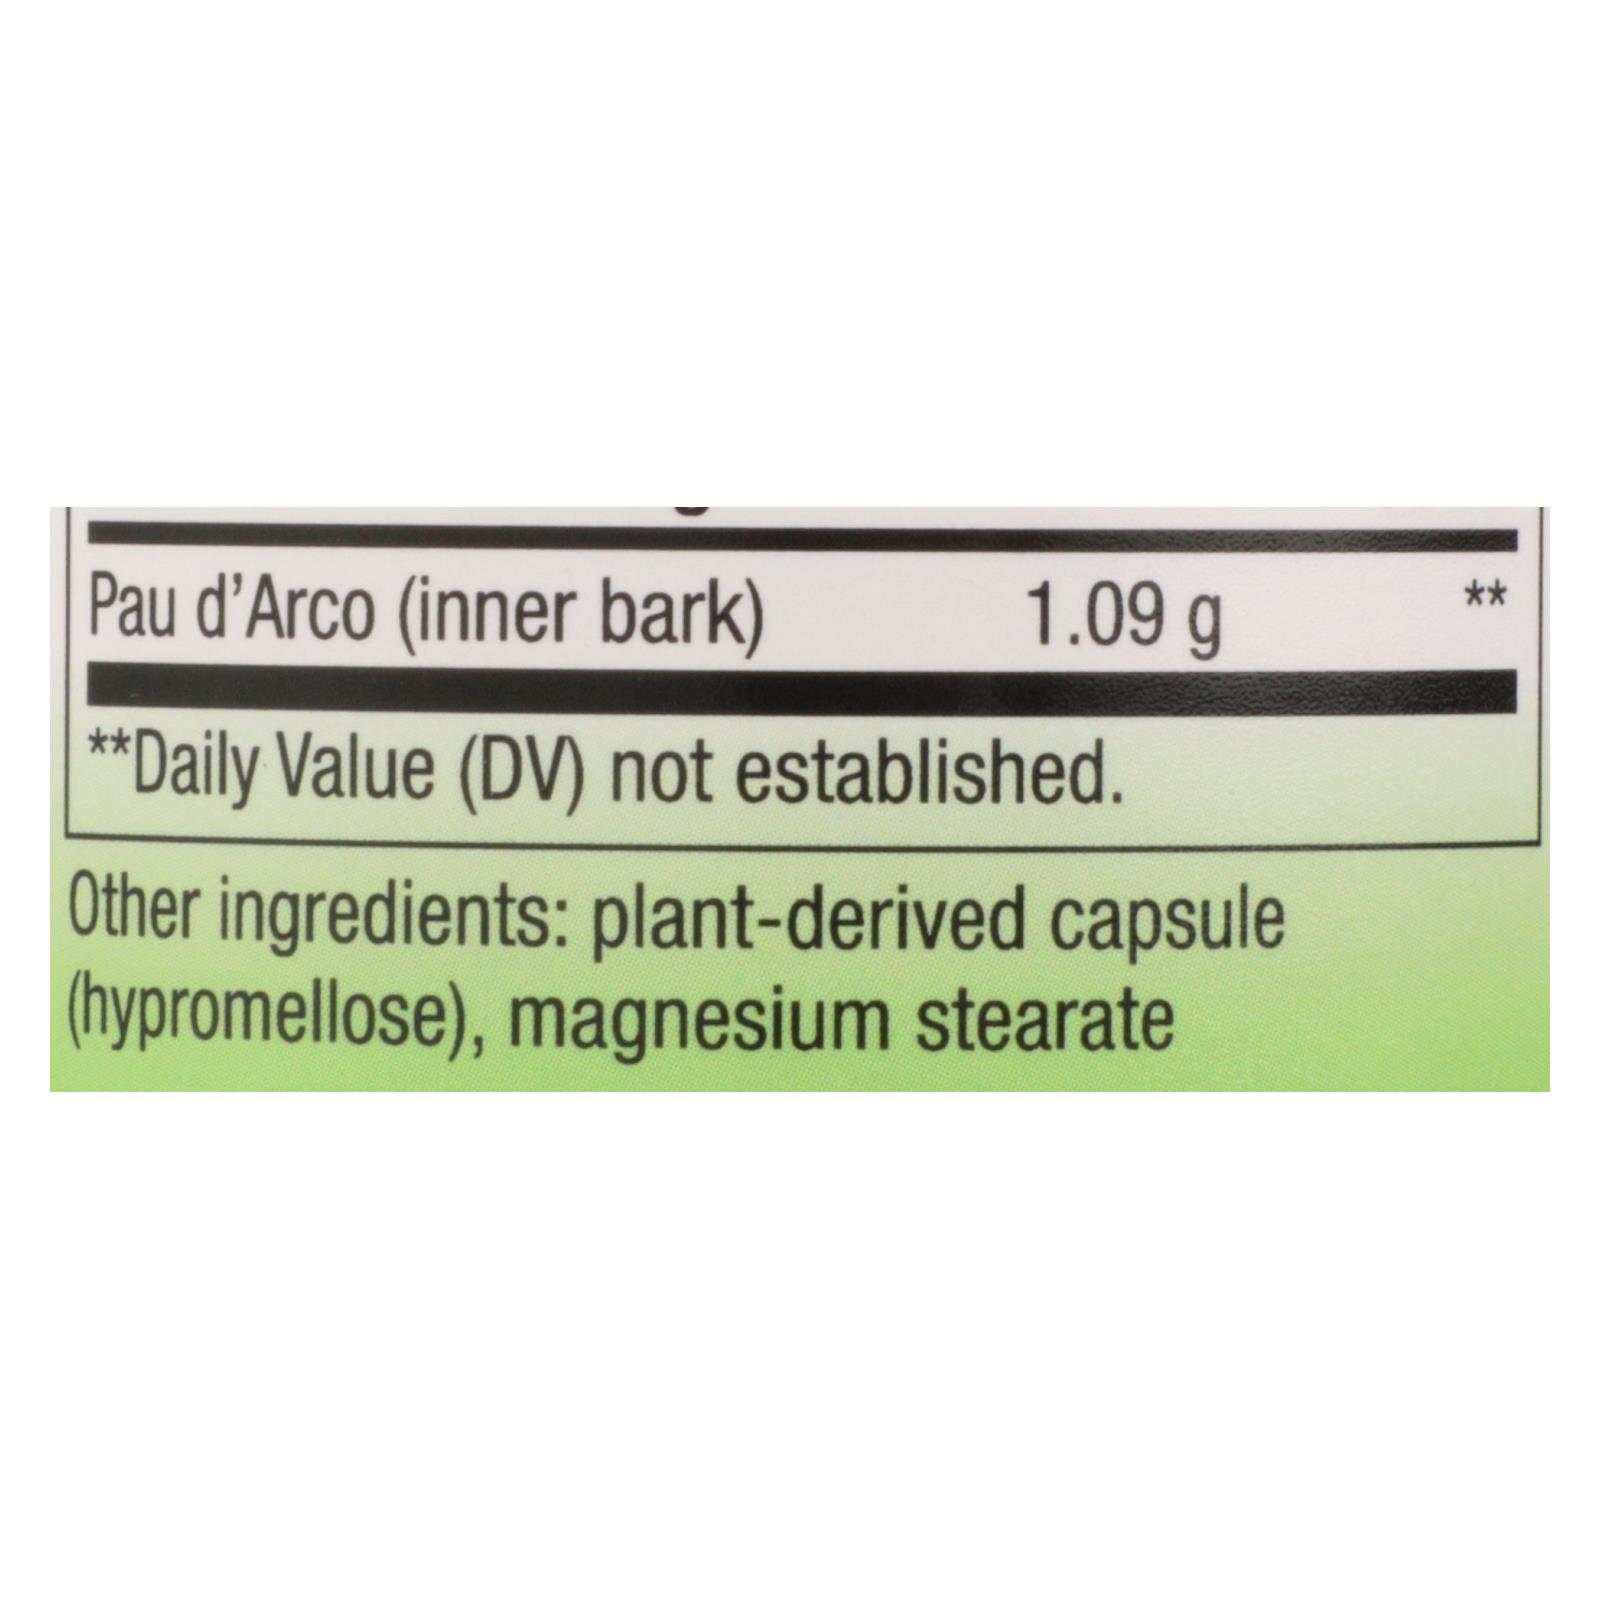 Pau d'Arco (inner bark) 1.09 g **
**Daily Value (DV) not established.
Other ingredients: plant-derived capsule
(hypromellose), magnesium stearate